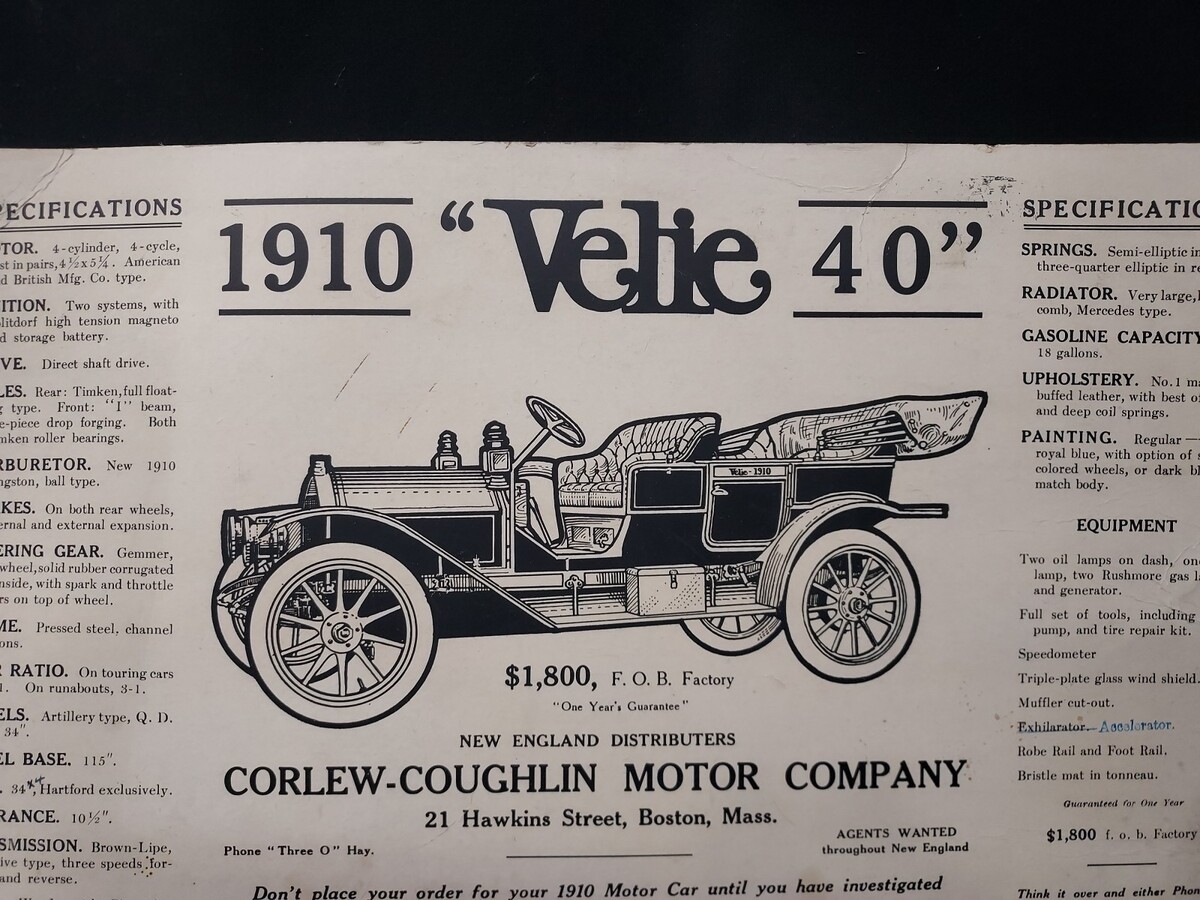 PECIFICATIONS
OTOR. 4-cylinder, 4-cycle,
st in pairs, 4½ x 5¼. American
d British Mfg. Co. type.
ITION. Two systems, with
plitdorf high tension magneto
d storage battery.
VE. Direct shaft drive.
LES. Rear: Timken, full float-
g type. Front: "I" beam,
e-piece drop forging. Both
mken roller bearings.
RBURETOR. New 1910
ngston, ball type.
KES. On both rear wheels,
ernal and external expansion.
ERING GEAR. Gemmer,
wheel, solid rubber corrugated
nside, with spark and throttle
rs on top of wheel.
ME. Pressed steel, channel
ons.
R RATIO. On touring cars
1. On runabouts, 3-1.
ELS. Artillery type, Q. D.
34".
EL BASE. 115".
34 Hartford exclusively.
RANCE. 10½".
SMISSION. Brown-Lipe,
ive type, three speeds for-
and reverse.
1910 "Velie 40"
Velie - 1910
$1,800, F. O. B. Factory
"One Year's Guarantee"
NEW ENGLAND DISTRIBUTERS
CORLEW-COUGHLIN MOTOR COMPANY
21 Hawkins Street, Boston, Mass.
Phone "Three O" Hay.
AGENTS WANTED
throughout New England
Don't place your order for your 1910 Motor Car until you have investigated
SPECIFICATIO
SPRINGS. Semi-elliptic in
three-quarter elliptic in re
RADIATOR. Very large, h
comb, Mercedes type.
GASOLINE CAPACITY
18 gallons.
UPHOLSTERY. No. 1 ma
buffed leather, with best of
and deep coil springs.
PAINTING. Regular—
royal blue, with option of s
colored wheels, or dark bl
match body.
EQUIPMENT
Two oil lamps on dash, one
lamp, two Rushmore gas l
and generator.
Full set of tools, including
pump, and tire repair kit.
Speedometer
Triple-plate glass wind shield.
Muffler cut-out.
Exhilarator. Accelerator.
Robe Rail and Foot Rail.
Bristle mat in tonneau.
Guaranteed for One Year
$1,800 f. o. b. Factory
Think it over and either Phon